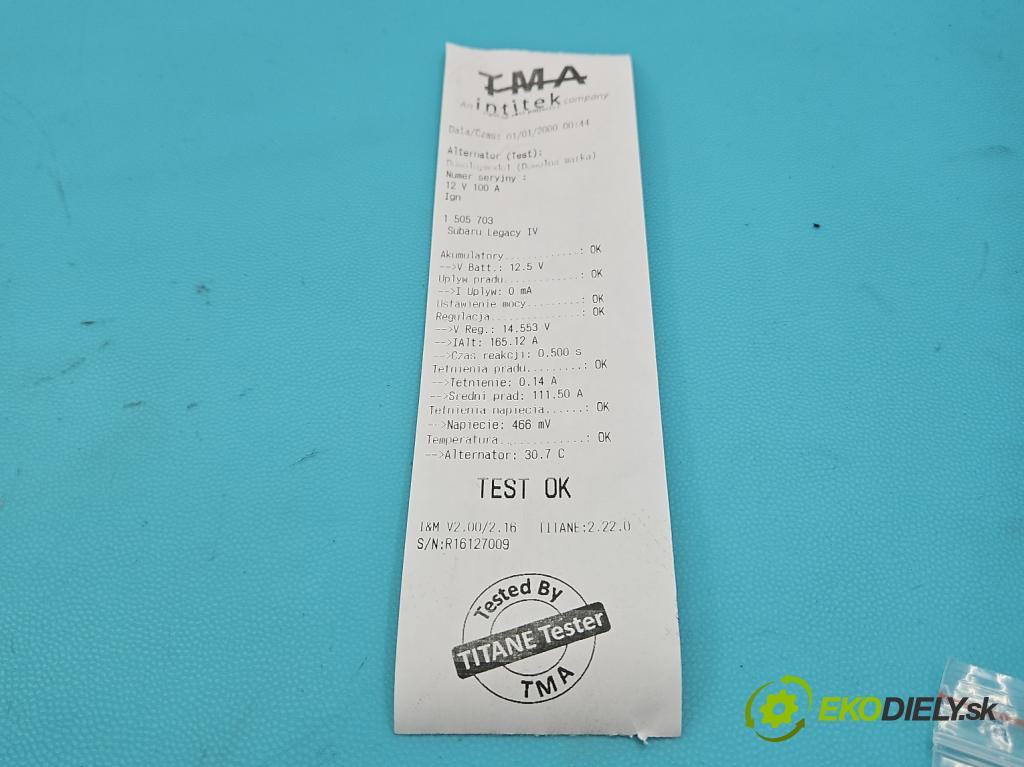 TMA
An intitek company
Data/Czas: 01/01/2000 00:44
Alternator (Test):
(Dowolna marka)
Numer seryjny :
12 V 100 A
Ign
1 505 703
Subaru Legacy IV
Akumulatory............: OK
-->V Batt.: 12.5 V
Uplyw pradu............: OK
-->I Uplyw: 0 mA
Ustawienie mocy........: OK
Regulacja..............: OK
-->V Reg.: 14.553 V
-->IAlt: 165.12 A
-->Czas reakcji: 0.500 s
Tetnienia pradu.........: OK
-->Tetnienie: 0.14 A
-->Sredni prad: 111.50 A
Tetnienia napiecia......: OK
-->Napiecie: 466 mV
Temperatura.............: OK
-->Alternator: 30.7 C
TEST OK
I&M V2.00/2.16 TITANE:2.22.0
S/N:R16127009
Tested By
TITANE Tester
TMA
EKODIELY.sk